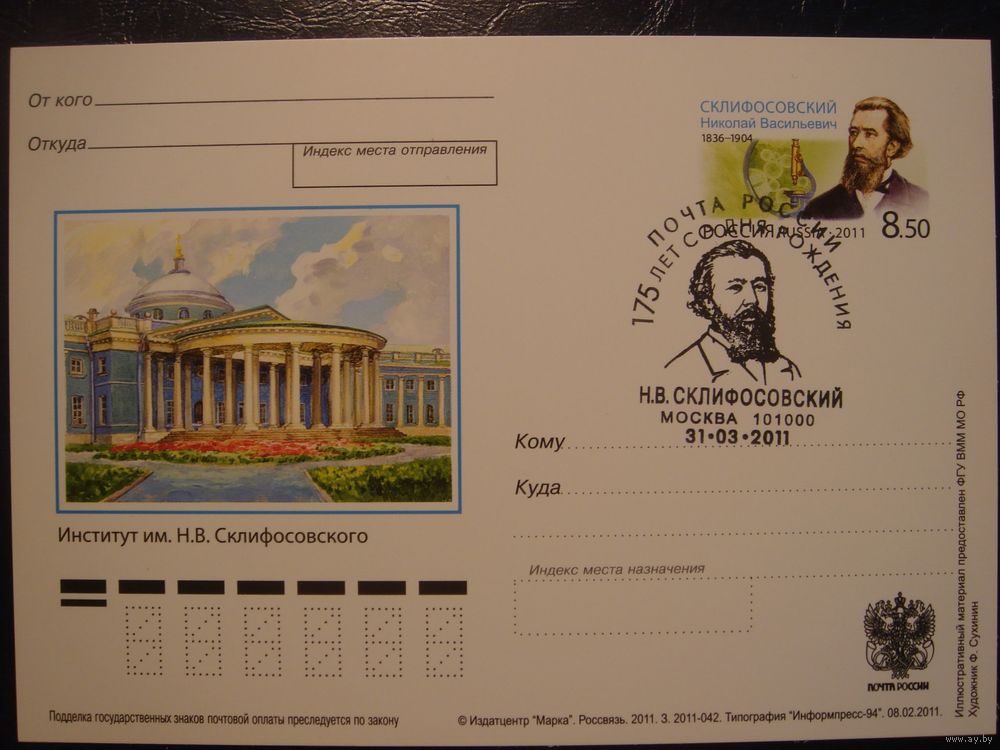 От кого
Откуда
Индекс места отправления
СКЛИФОСОВСКИЙ
Николай Васильевич
1836–1904
РОССИЯ RUSSIA · 2011 8.50
ПОЧТА РОССИИ
175 ЛЕТ СО ДНЯ РОЖДЕНИЯ
Н.В. СКЛИФОСОВСКИЙ
МОСКВА 101000
31•03•2011
Институт им. Н.В. Склифосовского
Кому
Куда
Индекс места назначения
ПОЧТА РОССИИ
Иллюстративный материал предоставлен ФГУ ВММ МО РФ
Художник Ф. Сухинин
Подделка государственных знаков почтовой оплаты преследуется по закону
© Издатцентр "Марка". Россвязь. 2011. З. 2011-042. Типография "Информпресс-94". 08.02.2011.
www.ay.by